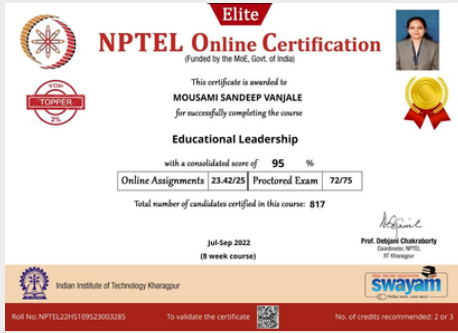 Elite
NPTEL Online Certification
(Funded by the MoE, Govt. of India)
This certificate is awarded to
MOUSAMI SANDEEP VANJALE
for successfully completing the course
TOP
TOPPER
2%
Educational Leadership
with a consolidated score of 95 %
Online Assignments 23.42/25 Proctored Exam 72/75
Total number of candidates certified in this course: 817
Jul-Sep 2022
(8 week course)
Prof. Debjani Chakraborty
Coordinator, NPTEL
IIT Kharagpur
Indian Institute of Technology Kharagpur
FREE ONLINE EDUCATION
swayam
Roll No: NPTEL22HS109S23003285 To validate the certificate No. of credits recommended: 2 or 3